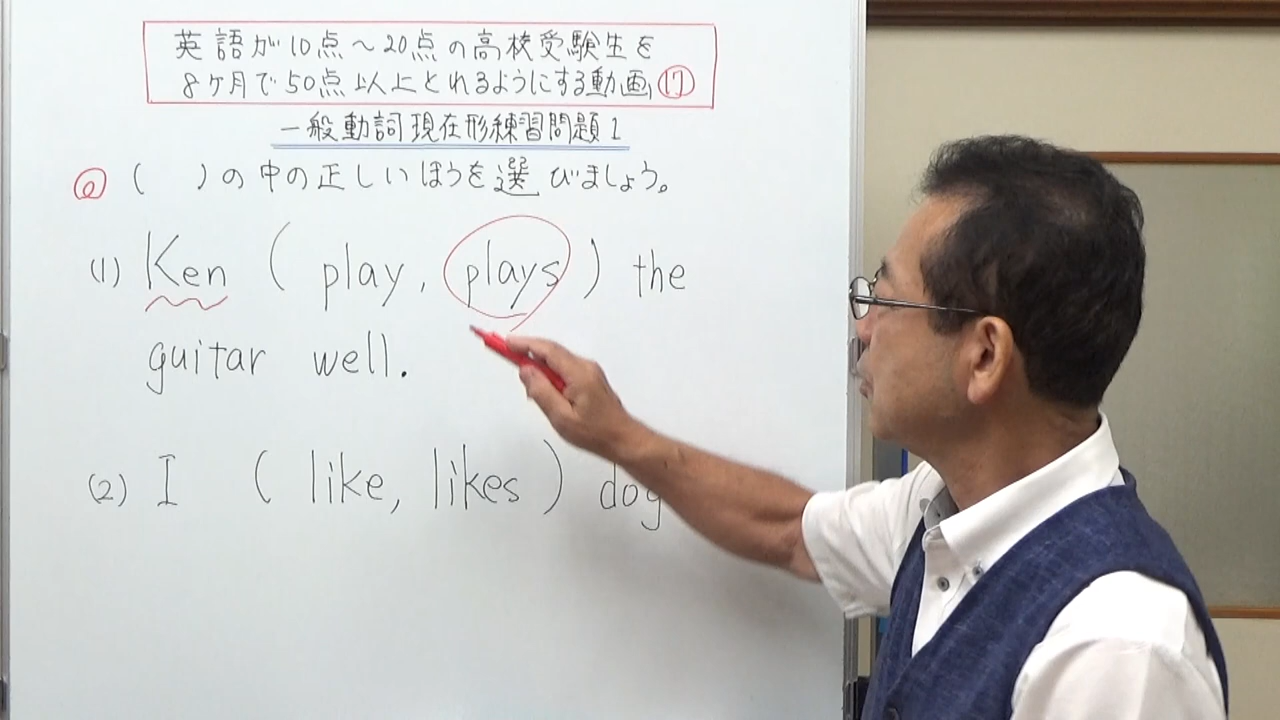 英語が10点～20点の高校受験生を
8ヶ月で50点以上とれるようにする動画⑰
一般動詞現在形練習問題1
◎ ( )の中の正しいほうを選びましょう。
(1) Ken ( play, plays ) the
guitar well.
(2) I ( like, likes )